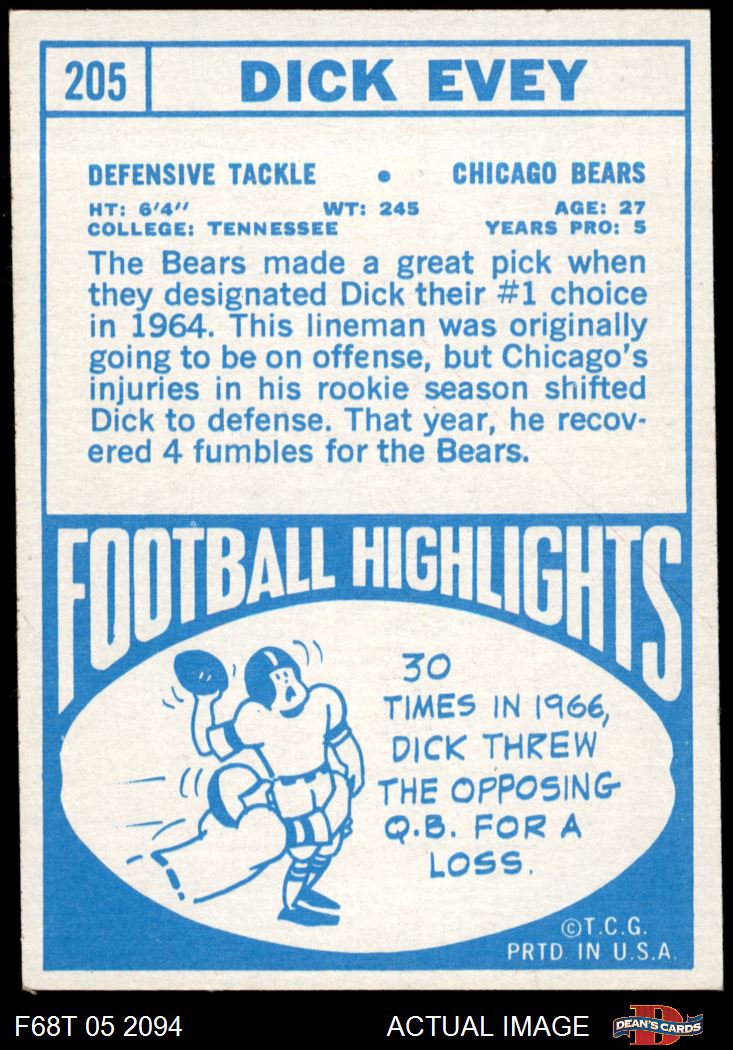 205 DICK EVEY
DEFENSIVE TACKLE • CHICAGO BEARS
HT: 6'4" WT: 245 AGE: 27
COLLEGE: TENNESSEE YEARS PRO: 5
The Bears made a great pick when
they designated Dick their #1 choice
in 1964. This lineman was originally
going to be on offense, but Chicago's
injuries in his rookie season shifted
Dick to defense. That year, he recov-
ered 4 fumbles for the Bears.
FOOTBALL HIGHLIGHTS
30
TIMES IN 1966,
DICK THREW
THE OPPOSING
Q.B. FOR A
LOSS.
©T.C.G.
PRTD. IN U.S.A.
F68T 05 2094 ACTUAL IMAGE D DEAN'S CARDS